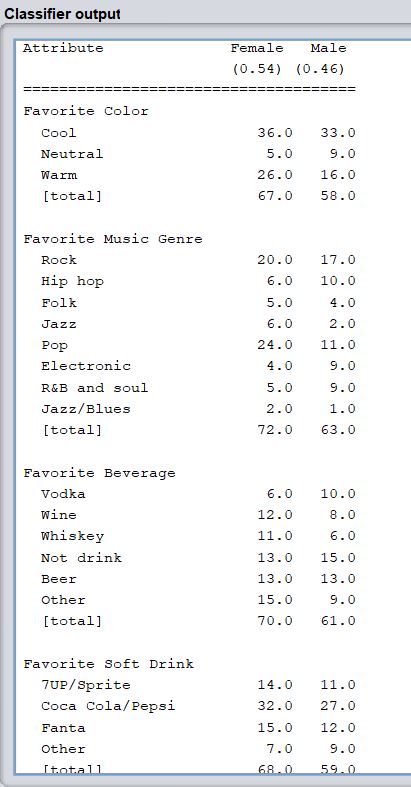 Classifier output
Attribute Female Male
(0.54) (0.46)
=====================================
Favorite Color
Cool 36.0 33.0
Neutral 5.0 9.0
Warm 26.0 16.0
[total] 67.0 58.0
Favorite Music Genre
Rock 20.0 17.0
Hip hop 6.0 10.0
Folk 5.0 4.0
Jazz 6.0 2.0
Pop 24.0 11.0
Electronic 4.0 9.0
R&B and soul 5.0 9.0
Jazz/Blues 2.0 1.0
[total] 72.0 63.0
Favorite Beverage
Vodka 6.0 10.0
Wine 12.0 8.0
Whiskey 11.0 6.0
Not drink 13.0 15.0
Beer 13.0 13.0
Other 15.0 9.0
[total] 70.0 61.0
Favorite Soft Drink
7UP/Sprite 14.0 11.0
Coca Cola/Pepsi 32.0 27.0
Fanta 15.0 12.0
Other 7.0 9.0
[total] 68.0 59.0